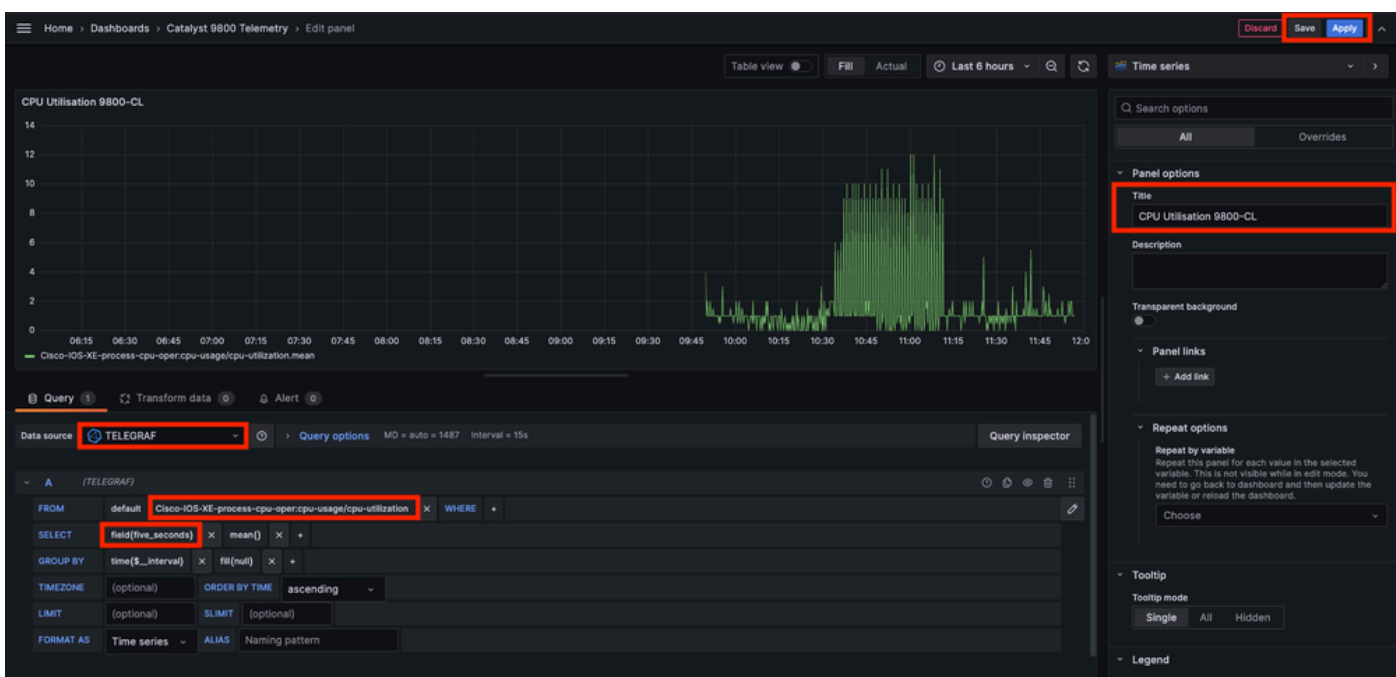 Home › Dashboards › Catalyst 9800 Telemetry › Edit panel
Discard Save Apply
Table view Fill Actual Last 6 hours
Time series
CPU Utilisation 9800-CL
14
12
10
8
6
4
2
0
06:15 06:30 06:45 07:00 07:15 07:30 07:45 08:00 08:15 08:30 08:45 09:00 09:15 09:30 09:45 10:00 10:15 10:30 10:45 11:00 11:15 11:30 11:45 12:0
Cisco-IOS-XE-process-cpu-oper:cpu-usage/cpu-utilization.mean
Query 1 Transform data 0 Alert 0
Data source TELEGRAF › Query options MD = auto = 1487 Interval = 15s Query inspector
A (TELEGRAF)
FROM default Cisco-IOS-XE-process-cpu-oper:cpu-usage/cpu-utilization × WHERE +
SELECT field(five_seconds) × mean() × +
GROUP BY time($__interval) × fill(null) × +
TIMEZONE (optional) ORDER BY TIME ascending
LIMIT (optional) SLIMIT (optional)
FORMAT AS Time series ALIAS Naming pattern
Search options
All Overrides
Panel options
Title
CPU Utilisation 9800-CL
Description
Transparent background
Panel links
+ Add link
Repeat options
Repeat by variable
Repeat this panel for each value in the selected
variable. This is not visible while in edit mode. You
need to go back to dashboard and then update the
variable or reload the dashboard.
Choose
Tooltip
Tooltip mode
Single All Hidden
Legend